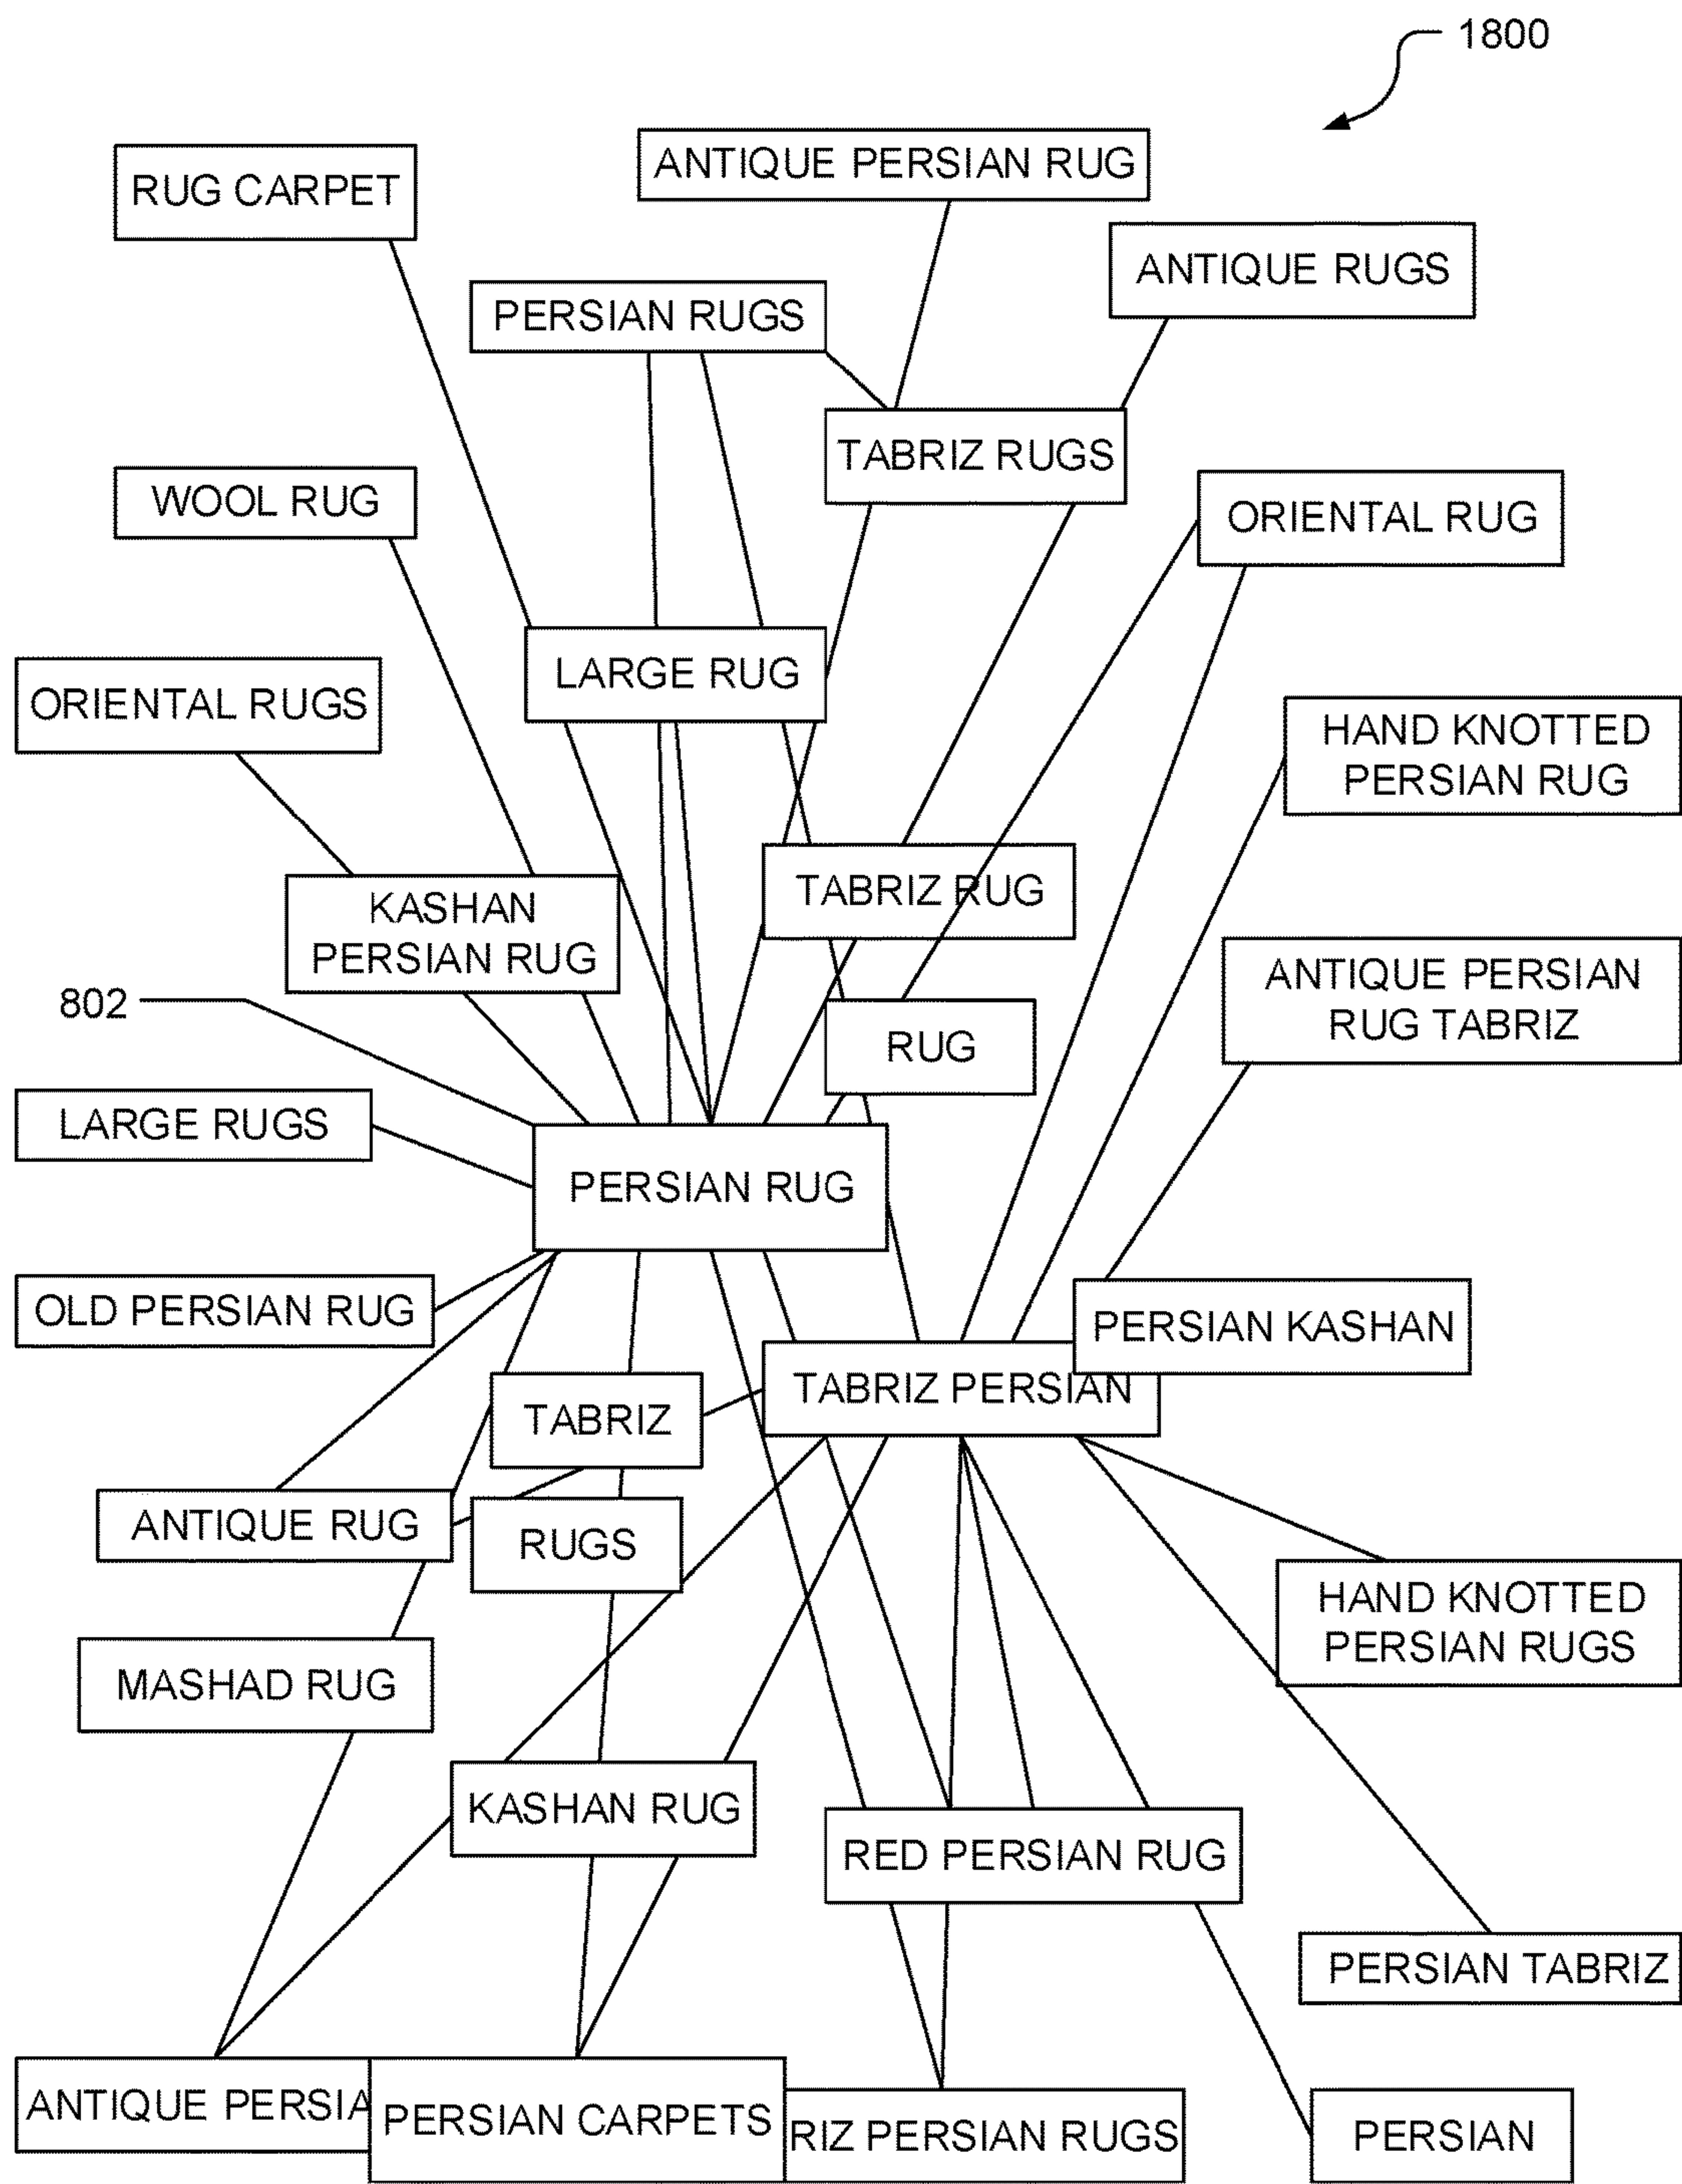 1800
ANTIQUE PERSIAN RUG
RUG CARPET
ANTIQUE RUGS
PERSIAN RUGS
TABRIZ RUGS
WOOL RUG
ORIENTAL RUG
LARGE RUG
ORIENTAL RUGS
HAND KNOTTED
PERSIAN RUG
TABRIZ RUG
KASHAN
PERSIAN RUG
ANTIQUE PERSIAN
RUG TABRIZ
802
RUG
LARGE RUGS
PERSIAN RUG
OLD PERSIAN RUG
PERSIAN KASHAN
TABRIZ PERSIAN
TABRIZ
ANTIQUE RUG
RUGS
HAND KNOTTED
PERSIAN RUGS
MASHAD RUG
KASHAN RUG
RED PERSIAN RUG
PERSIAN TABRIZ
ANTIQUE PERSIA
PERSIAN CARPETS
RIZ PERSIAN RUGS
PERSIAN